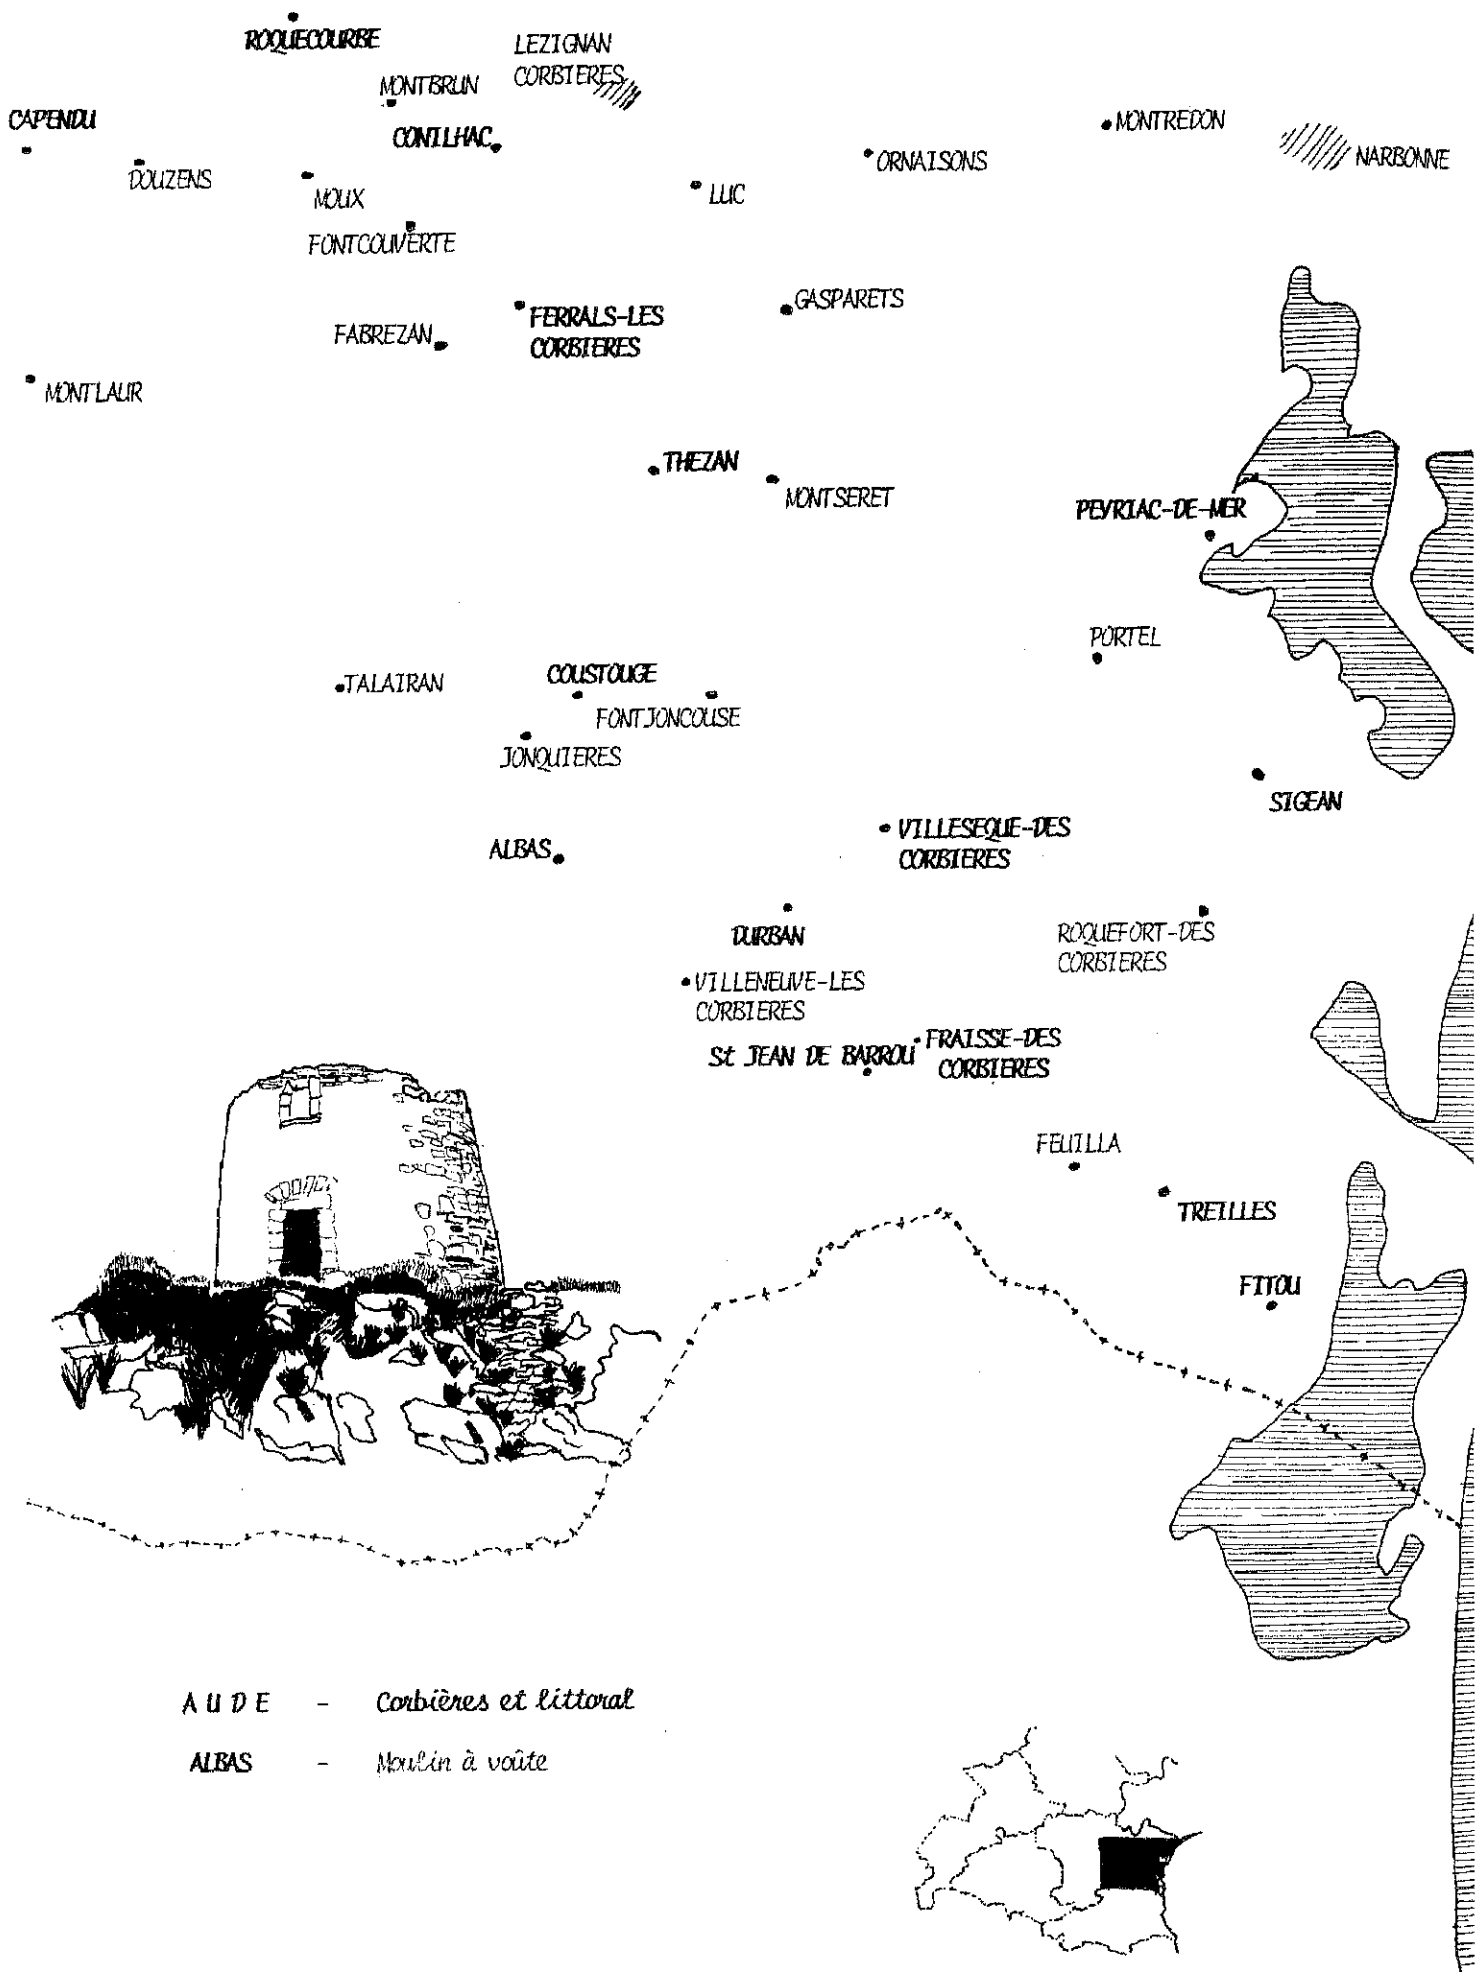 ROQUECOURBE
LEZIGNAN
CORBIERES
MONTBRUN
CAPENDU
CONILHAC
MONTREDON
NARBONNE
ORNAISONS
DOUZENS
MOUX
LUC
FONTCOUVERTE
GASPARETS
FERRALS-LES
CORBIERES
FABREZAN
MONTLAUR
THEZAN
MONTSERET
PEYRIAC-DE-MER
PORTEL
TALAIRAN
COUSTOUGE
FONTJONCOUSE
JONQUIERES
SIGEAN
VILLESEQUE-DES
CORBIERES
ALBAS
DURBAN
ROQUEFORT-DES
CORBIERES
VILLENEUVE-LES
CORBIERES
St JEAN DE BARROU
FRAISSE-DES
CORBIERES
FEUILLA
TREILLES
FITOU
AUDE - Corbières et littoral
ALBAS - Moulin à voûte